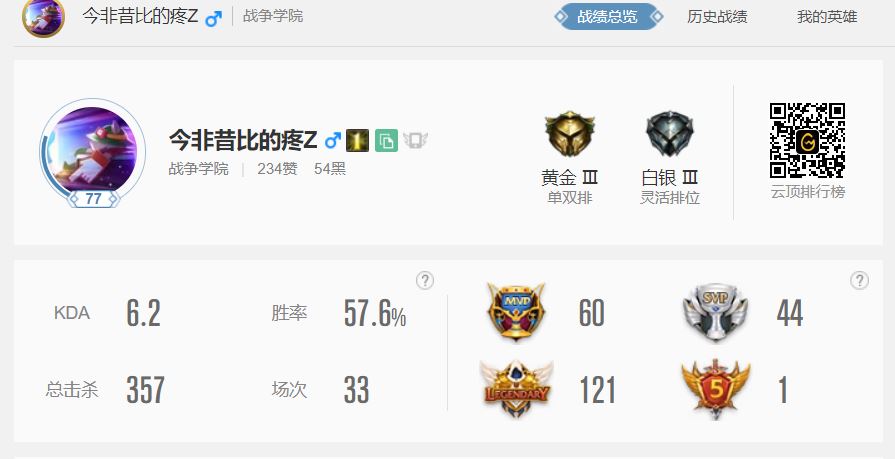 今非昔比的疼Z 战争学院 战绩总览 历史战绩 我的英雄
今非昔比的疼Z
战争学院 234赞 54黑
77
黄金 Ⅲ
单双排
白银 Ⅲ
灵活排位
云顶排行榜
KDA 6.2 胜率 57.6% ? MVP 60 SVP 44 ?
总击杀 357 场次 33 LEGENDARY 121 5 1